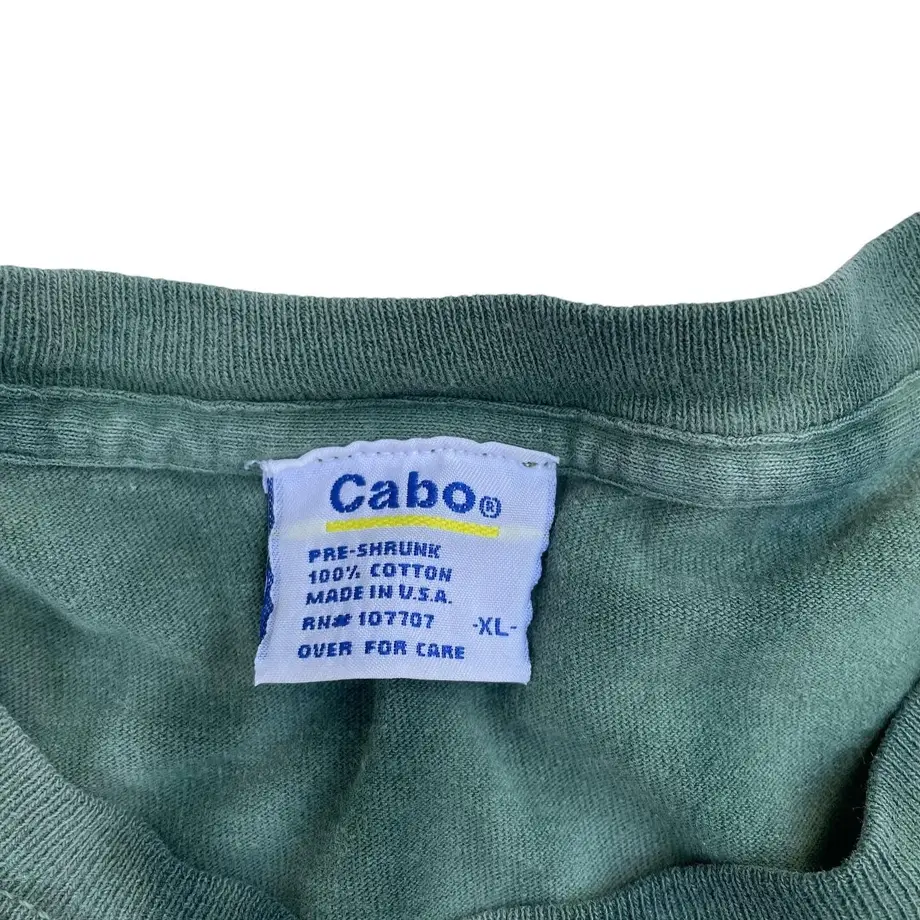 Cabo®
PRE-SHRUNK
100% COTTON
MADE IN U.S.A.
RN# 107707 -XL-
OVER FOR CARE